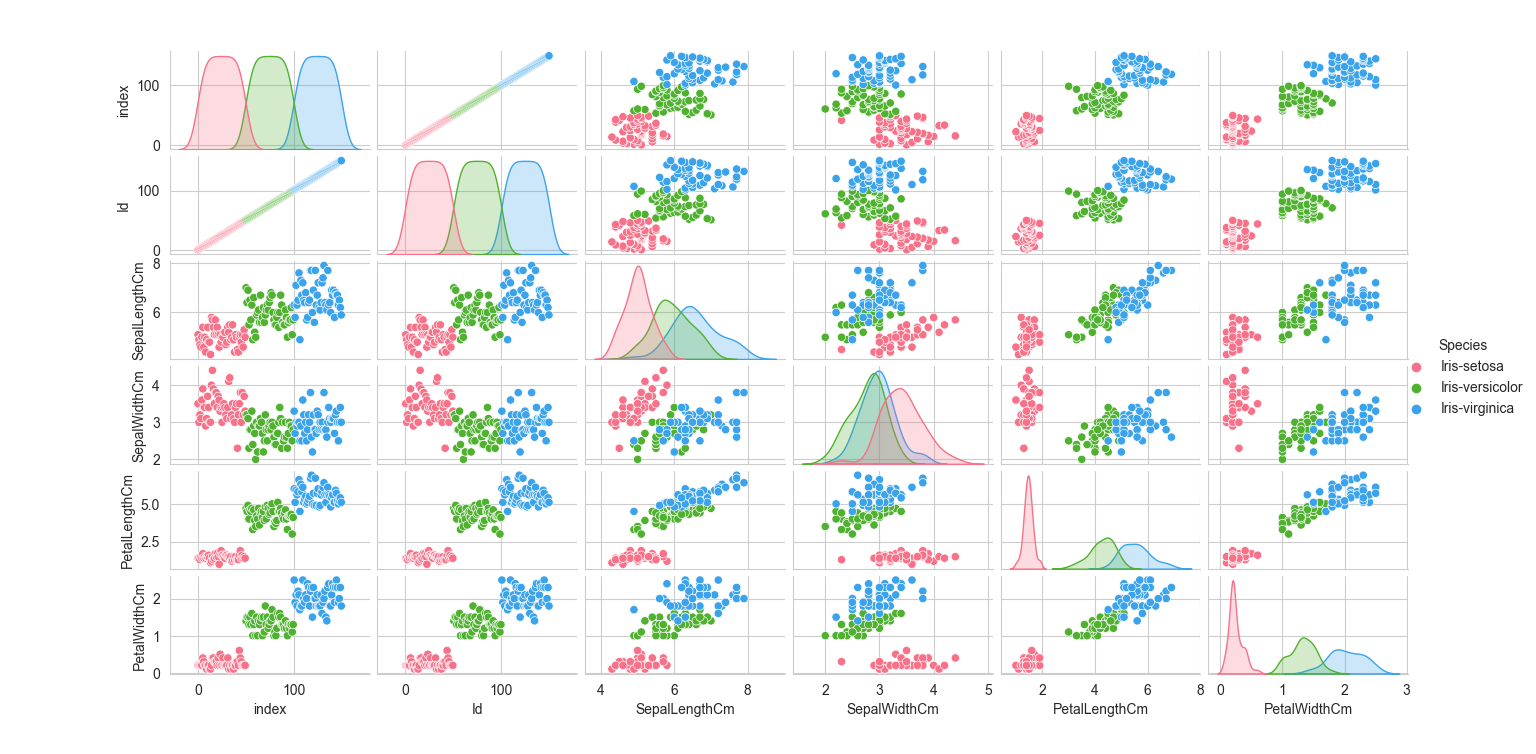 index
100
0
Id
100
0
SepalLengthCm
8
6
SepalWidthCm
4
3
2
PetalLengthCm
5.0
2.5
PetalWidthCm
2
1
0
0 100
index
0 100
Id
4 6 8
SepalLengthCm
2 3 4 5
SepalWidthCm
2 4 6 8
PetalLengthCm
0 1 2 3
PetalWidthCm
Species
Iris-setosa
Iris-versicolor
Iris-virginica